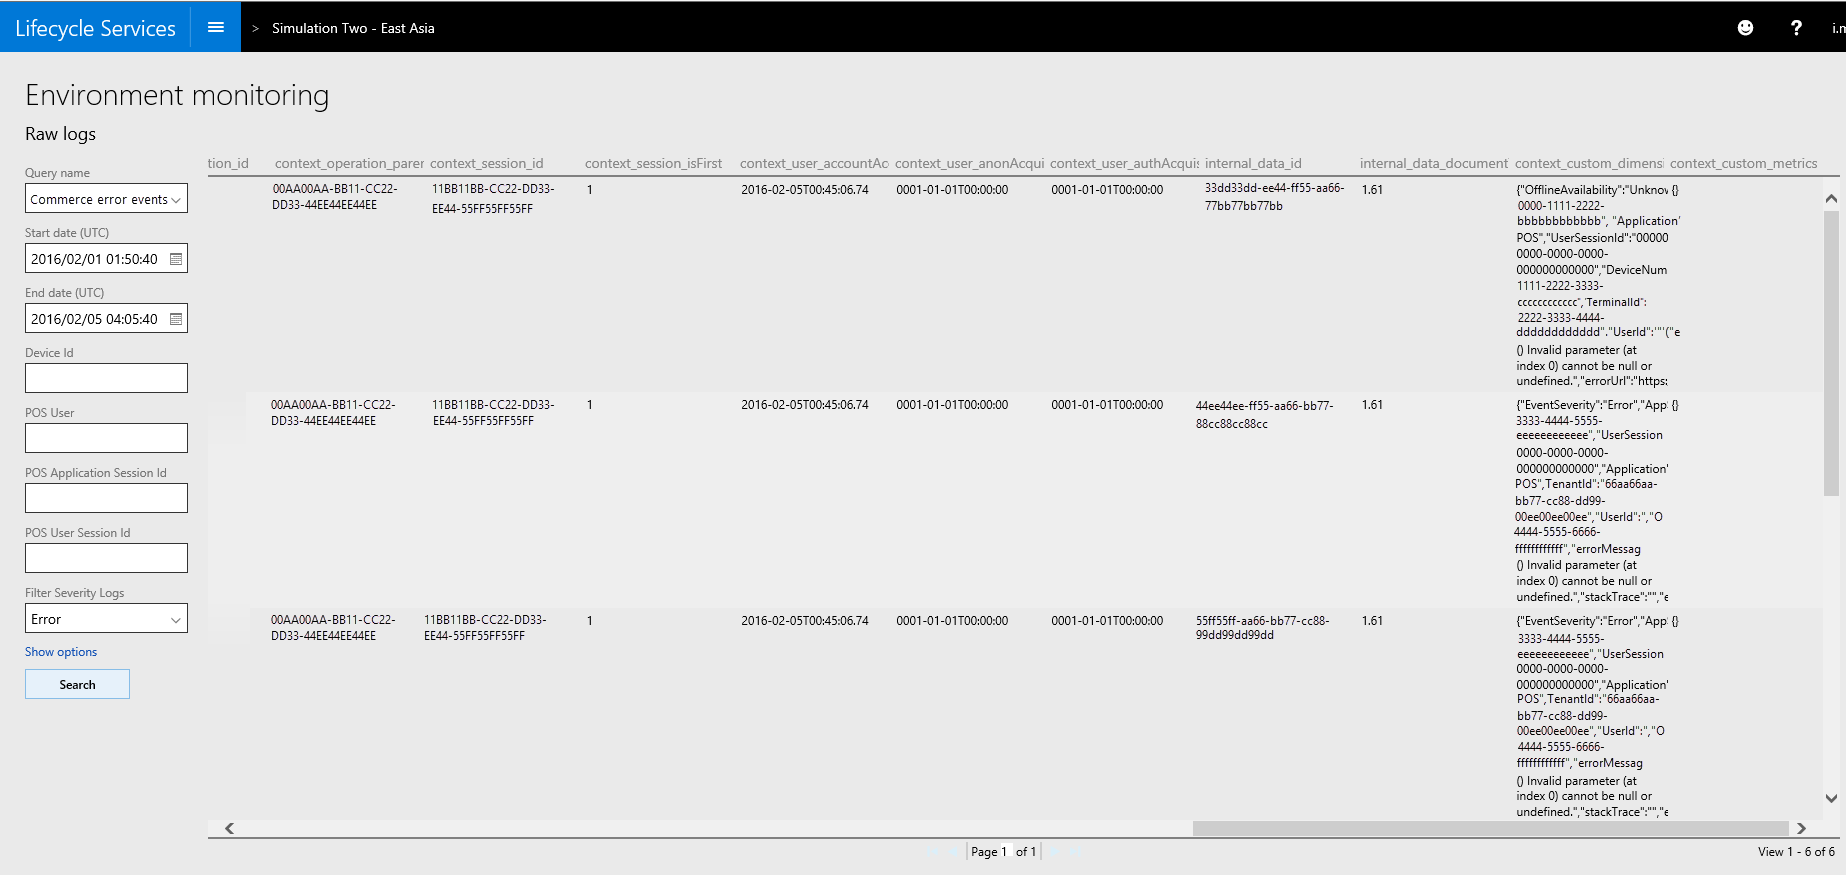 Lifecycle Services
> Simulation Two - East Asia
?
Environment monitoring
Raw logs
Query name
Commerce error events
Start date (UTC)
2016/02/01 01:50:40
End date (UTC)
2016/02/05 04:05:40
Device Id
POS User
POS Application Session Id
POS User Session Id
Filter Severity Logs
Error
Show options
Search
tion_id context_operation_parer context_session_id context_session_isFirst context_user_accountAc context_user_anonAcqui context_user_authAcquis internal_data_id internal_data_document context_custom_dimensi context_custom_metrics
00AA00AA-BB11-CC22-
DD33-44EE44EE44EE
11BB11BB-CC22-DD33-
EE44-55FF55FF55FF
1
2016-02-05T00:45:06.74
0001-01-01T00:00:00
0001-01-01T00:00:00
33dd33dd-ee44-ff55-aa66-
77bb77bb77bb
1.61
{"OfflineAvailability":"Unknow {}
0000-1111-2222-
bbbbbbbbbbbb", "Application'
POS","UserSessionId":"00000
0000-0000-0000-
000000000000","DeviceNum
1111-2222-3333-
cccccccccccc",'TerminalId":
2222-3333-4444-
dddddddddddd"."UserId":'"'("e
() Invalid parameter (at
index 0) cannot be null or
undefined.","errorUrl":"https:
00AA00AA-BB11-CC22-
DD33-44EE44EE44EE
11BB11BB-CC22-DD33-
EE44-55FF55FF55FF
1
2016-02-05T00:45:06.74
0001-01-01T00:00:00
0001-01-01T00:00:00
44ee44ee-ff55-aa66-bb77-
88cc88cc88cc
1.61
{"EventSeverity":"Error","App {}
3333-4444-5555-
eeeeeeeeeeee","UserSession
0000-0000-0000-
000000000000","Application'
POS",TenantId":"66aa66aa-
bb77-cc88-dd99-
00ee00ee00ee","UserId":","O
4444-5555-6666-
ffffffffffff","errorMessag
() Invalid parameter (at
index 0) cannot be null or
undefined.","stackTrace":"","e
00AA00AA-BB11-CC22-
DD33-44EE44EE44EE
11BB11BB-CC22-DD33-
EE44-55FF55FF55FF
1
2016-02-05T00:45:06.74
0001-01-01T00:00:00
0001-01-01T00:00:00
55ff55ff-aa66-bb77-cc88-
99dd99dd99dd
1.61
{"EventSeverity":"Error","App {}
3333-4444-5555-
eeeeeeeeeeee","UserSession
0000-0000-0000-
000000000000","Application'
POS",TenantId":"66aa66aa-
bb77-cc88-dd99-
00ee00ee00ee","UserId":","O
4444-5555-6666-
ffffffffffff","errorMessag
() Invalid parameter (at
index 0) cannot be null or
undefined.","stackTrace":"","e
Page 1 of 1
View 1 - 6 of 6